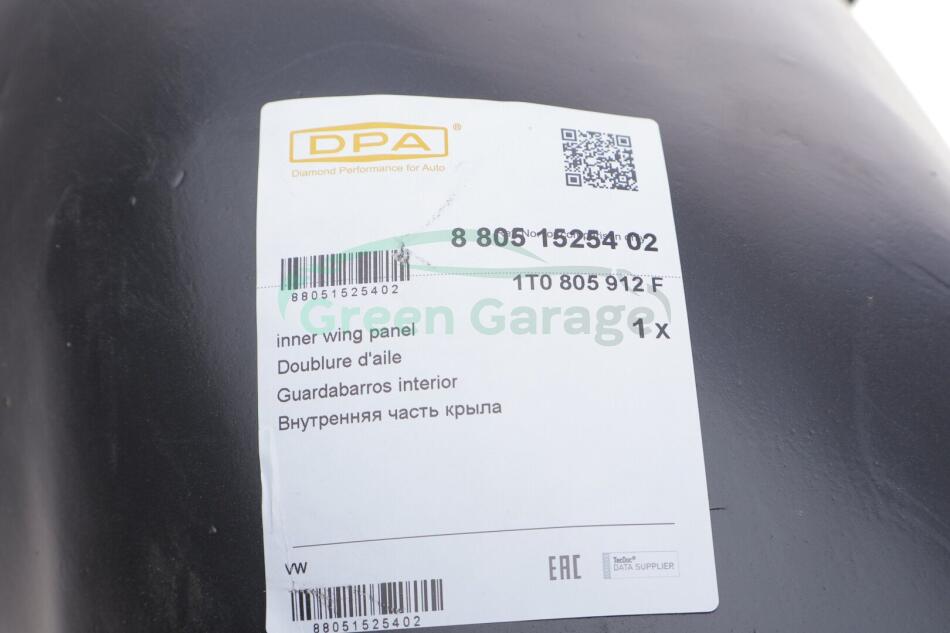 DPA®
Diamond Performance for Auto
8 805 15254 02
88051525402
1T0 805 912 F
Green Garage
1 x
inner wing panel
Doublure d'aile
Guardabarros interior
Внутренняя часть крыла
VW
EAC
TecDoc®
DATA SUPPLIER
88051525402